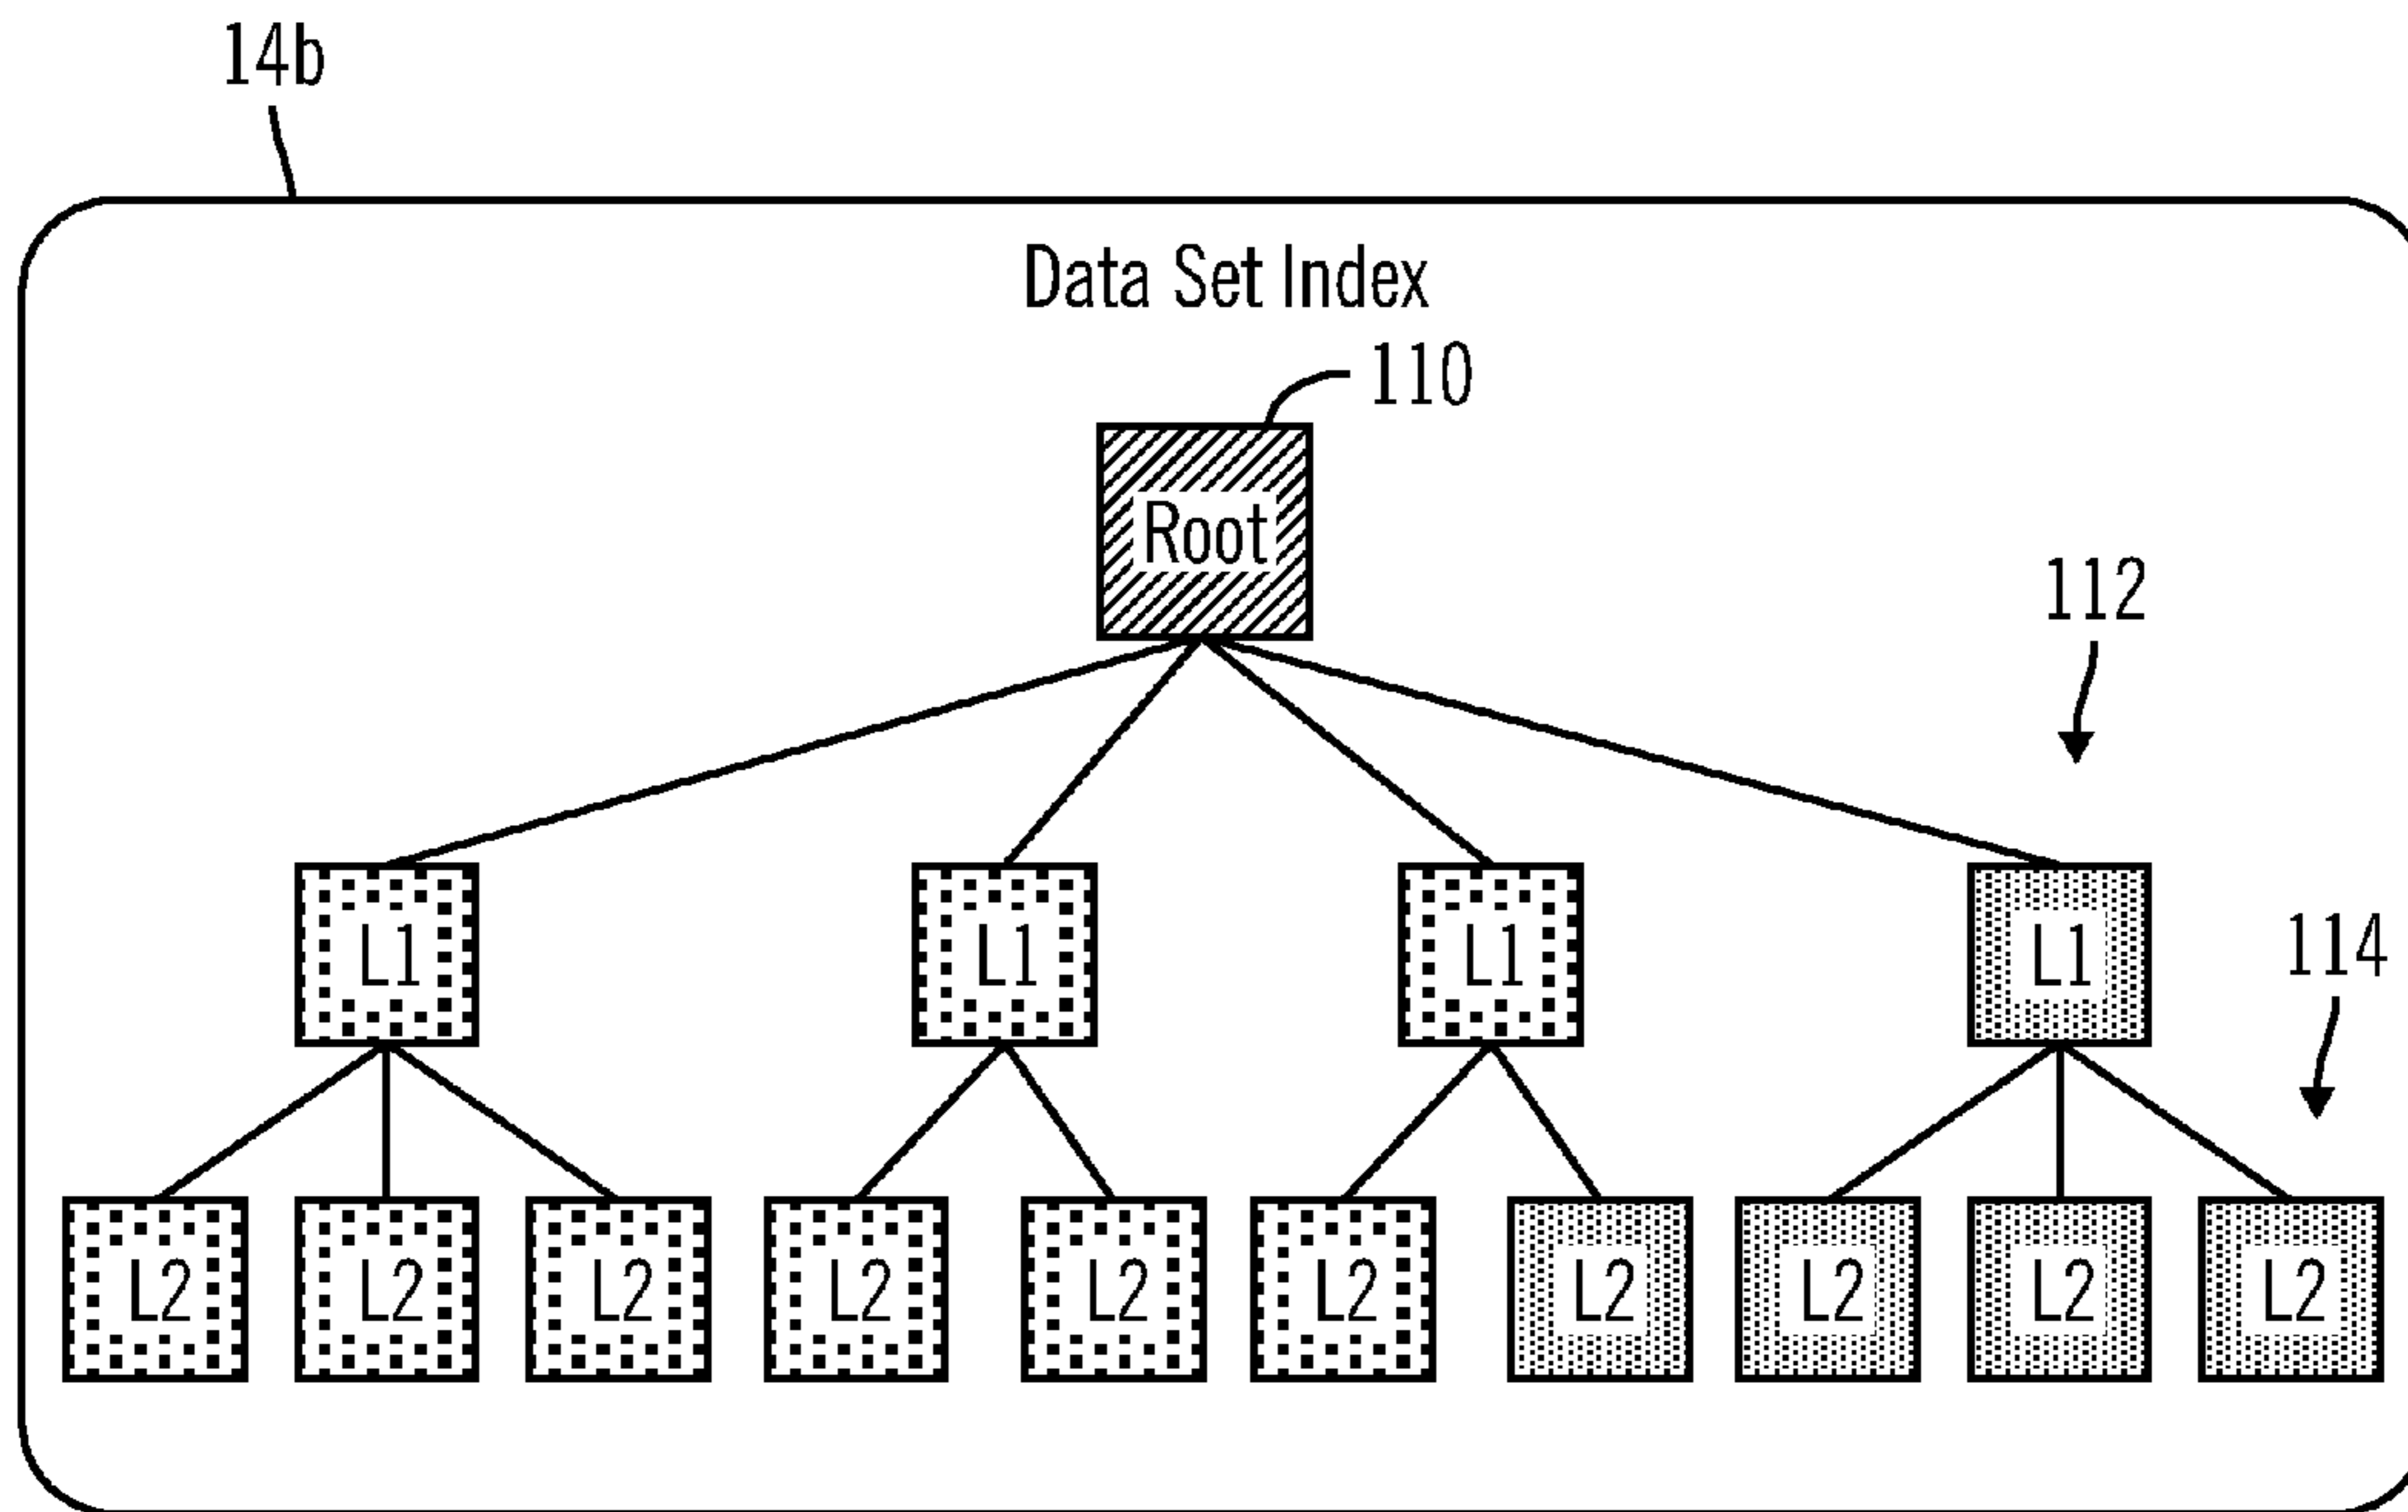 14b
Data Set Index
110
Root
112
L1 L1 L1 L1
114
L2 L2 L2 L2 L2 L2 L2 L2 L2 L2